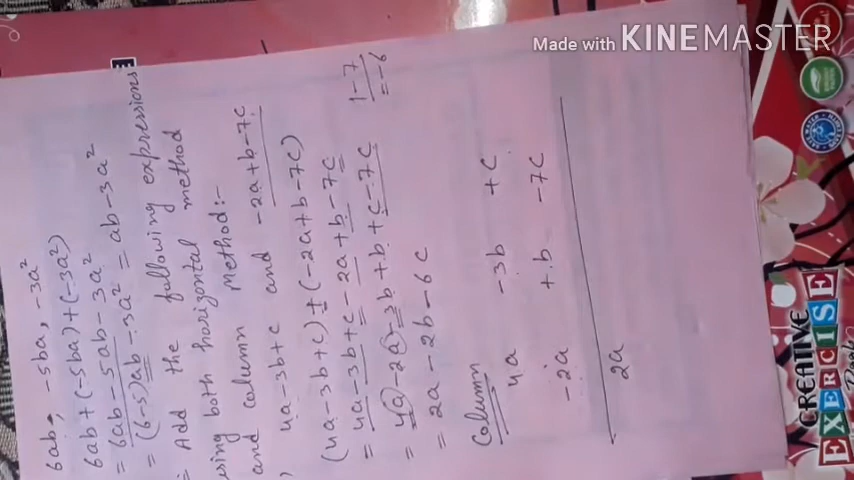 Made with KINEMASTER
6ab, -5ba, -3a²
6ab+(-5ba)+(-3a²)
= 6ab-5ab-3a²
= (6-5)ab-3a² = ab-3a²
= Add the following expressions
using both horizontal method
and column method:-
, 4a-3b+c and -2a+b-7c
(4a-3b+c)+(-2a+b-7c)
= 4a-3b+c-2a+b-7c
= 4a-2a-3b+b+c-7c
1-7
=-6
= 2a-2b-6c
Column
4a -3b +c
-2a +b -7c
2a
CREATIVE
EXERCISE
Book